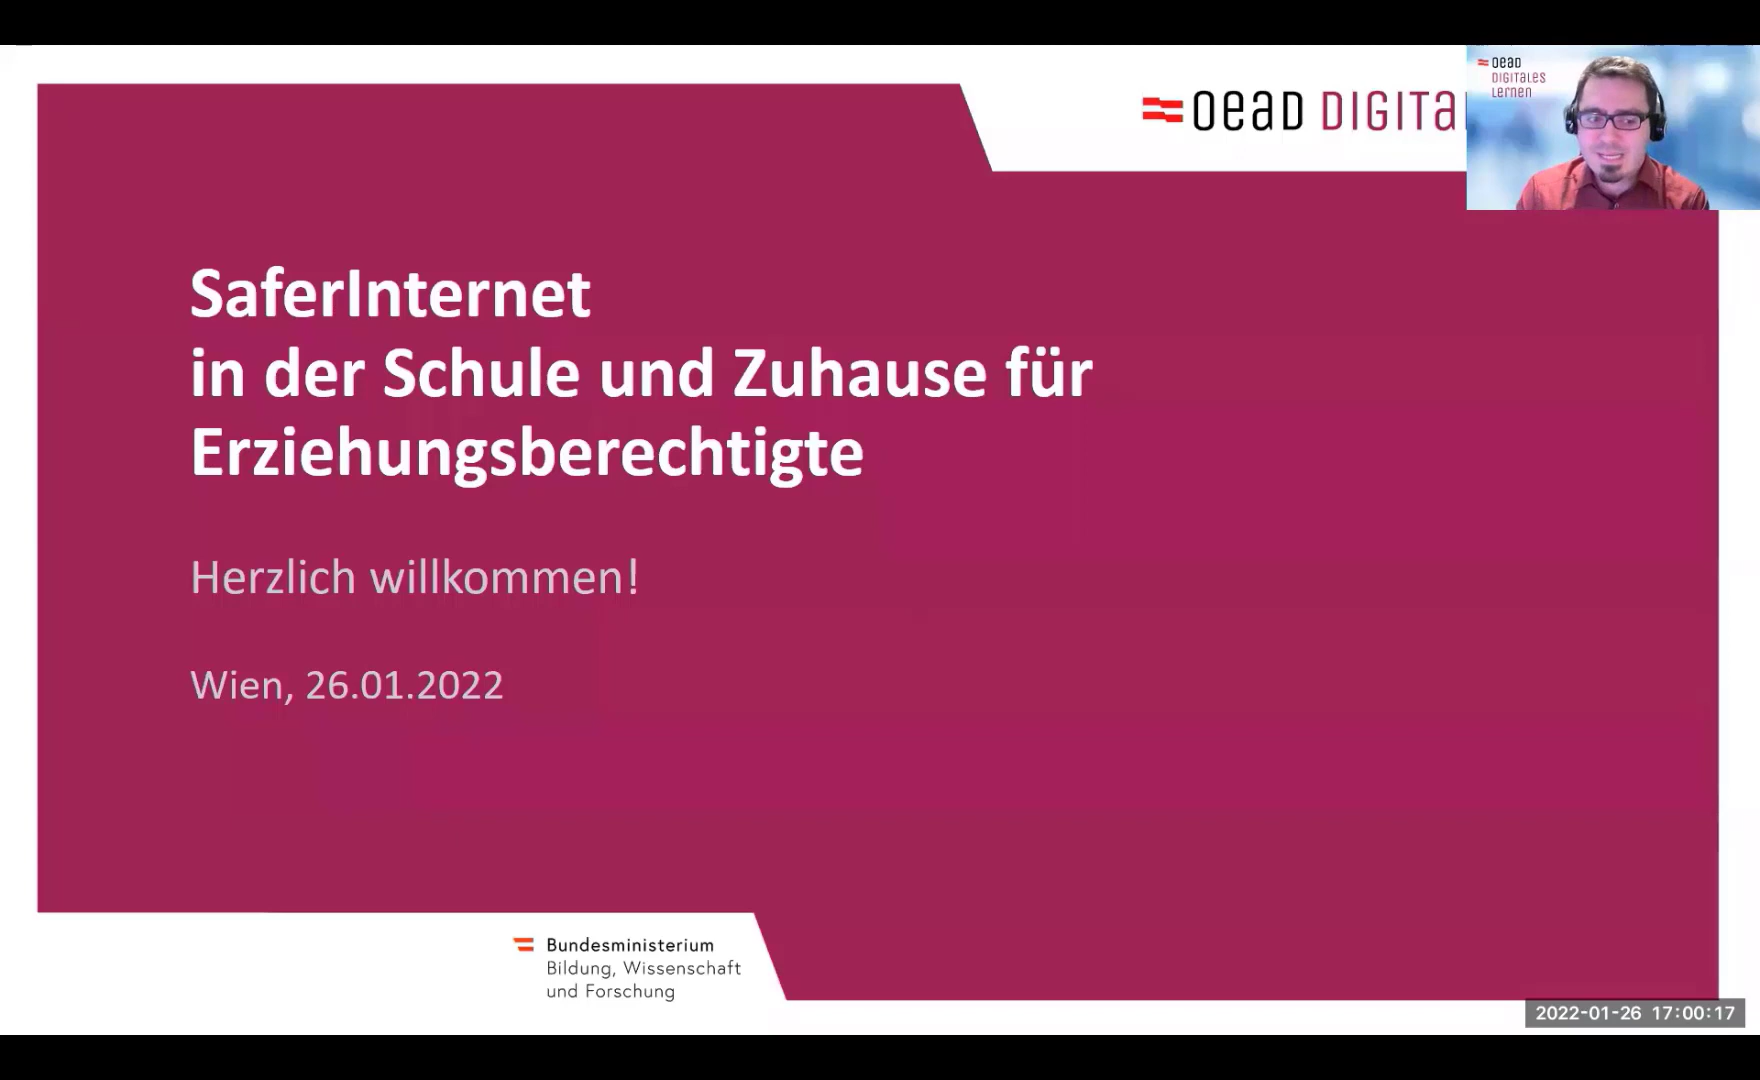 oead DIGITA
oead
DIGITALES
Lernen
SaferInternet
in der Schule und Zuhause für
Erziehungsberechtigte
Herzlich willkommen!
Wien, 26.01.2022
Bundesministerium
Bildung, Wissenschaft
und Forschung
2022-01-26 17:00:17